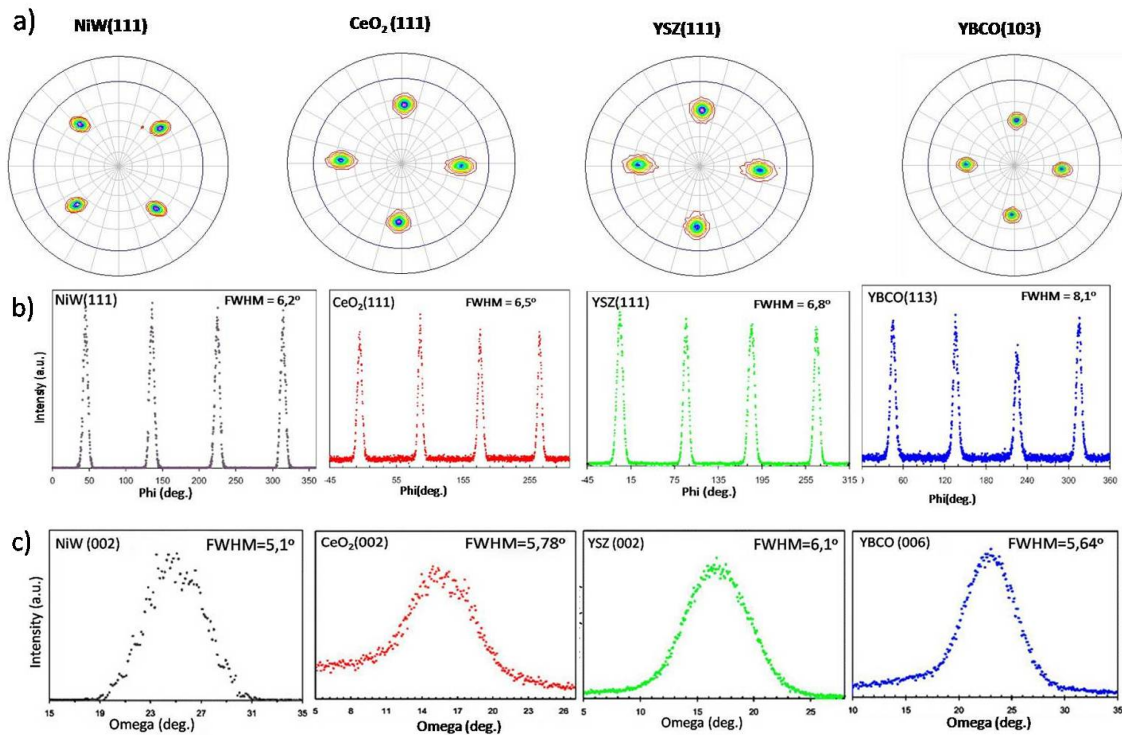 a)
NiW(111)
CeO₂ (111)
YSZ(111)
YBCO(103)
b)
NiW(111)
FWHM = 6,2º
CeO₂(111)
FWHM = 6,5º
YSZ(111)
FWHM = 6,8º
YBCO(113)
FWHM = 8,1º
Intensiy (a.u.)
0 50 100 150 200 250 300 350
-45 55 155 255
-45 15 75 135 195 255 315
60 120 180 240 300 360
Phi (deg.)
Phi(deg.)
Phi (deg.)
Phi(deg.)
c)
NiW (002)
FWHM=5,1º
CeO₂(002)
FWHM=5,78º
YSZ (002)
FWHM=6,1º
YBCO (006)
FWHM=5,64º
Intensity (a.u.)
15 19 23 27 31 35
5 8 11 14 17 20 23 26
5 10 15 20 25
10 15 20 25 30 35
Omega (deg.)
Omega (deg.)
Omega (deg.)
Omega (deg.)